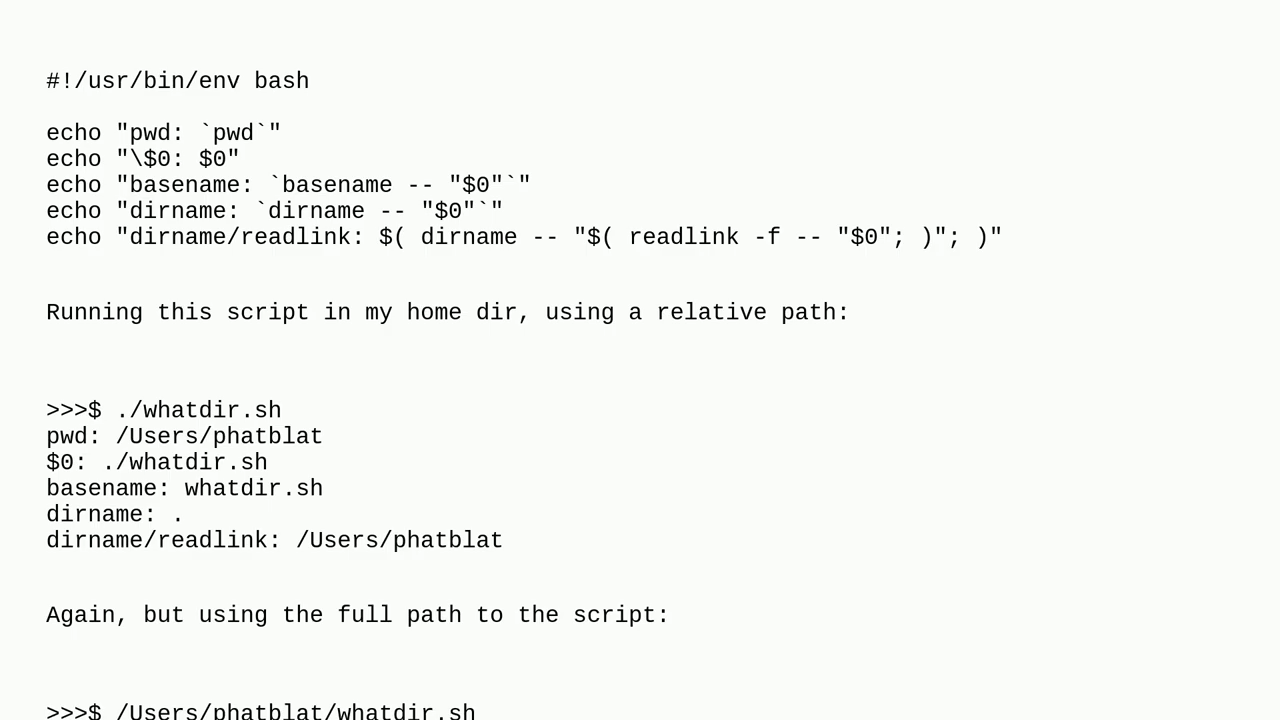 #!/usr/bin/env bash
echo "pwd: `pwd`"
echo "\$0: $0"
echo "basename: `basename -- "$0"`"
echo "dirname: `dirname -- "$0"`"
echo "dirname/readlink: $( dirname -- "$( readlink -f -- "$0"; )"; )"
Running this script in my home dir, using a relative path:
>>>$ ./whatdir.sh
pwd: /Users/phatblat
$0: ./whatdir.sh
basename: whatdir.sh
dirname: .
dirname/readlink: /Users/phatblat
Again, but using the full path to the script:
>>>$ /Users/phatblat/whatdir.sh